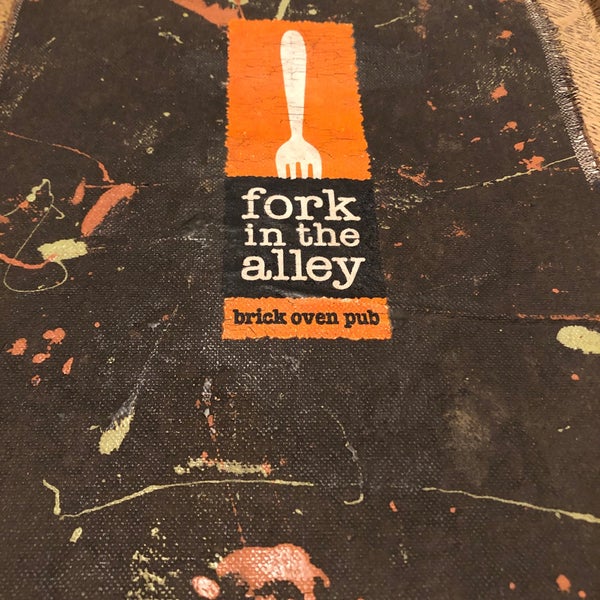 fork
in the
alley
brick oven pub